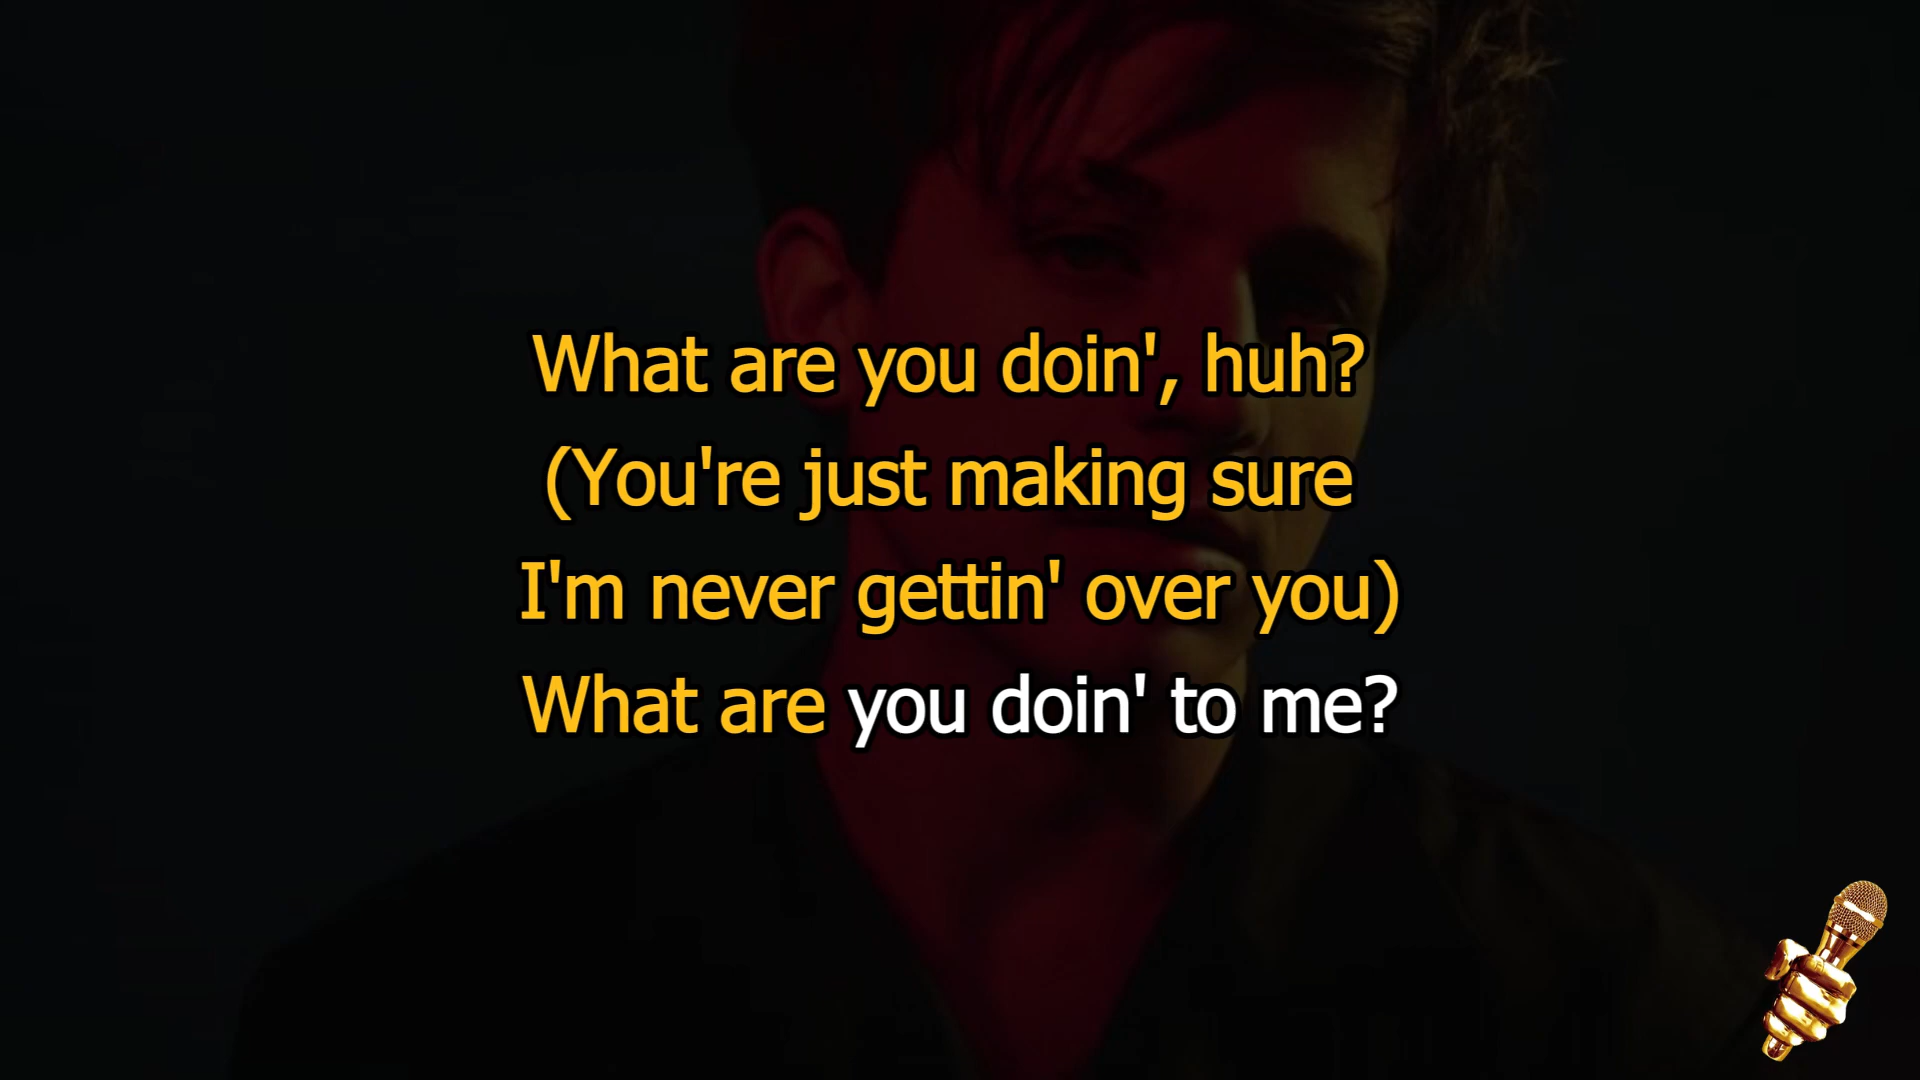 What are you doin', huh?
(You're just making sure
I'm never gettin' over you)
What are you doin' to me?